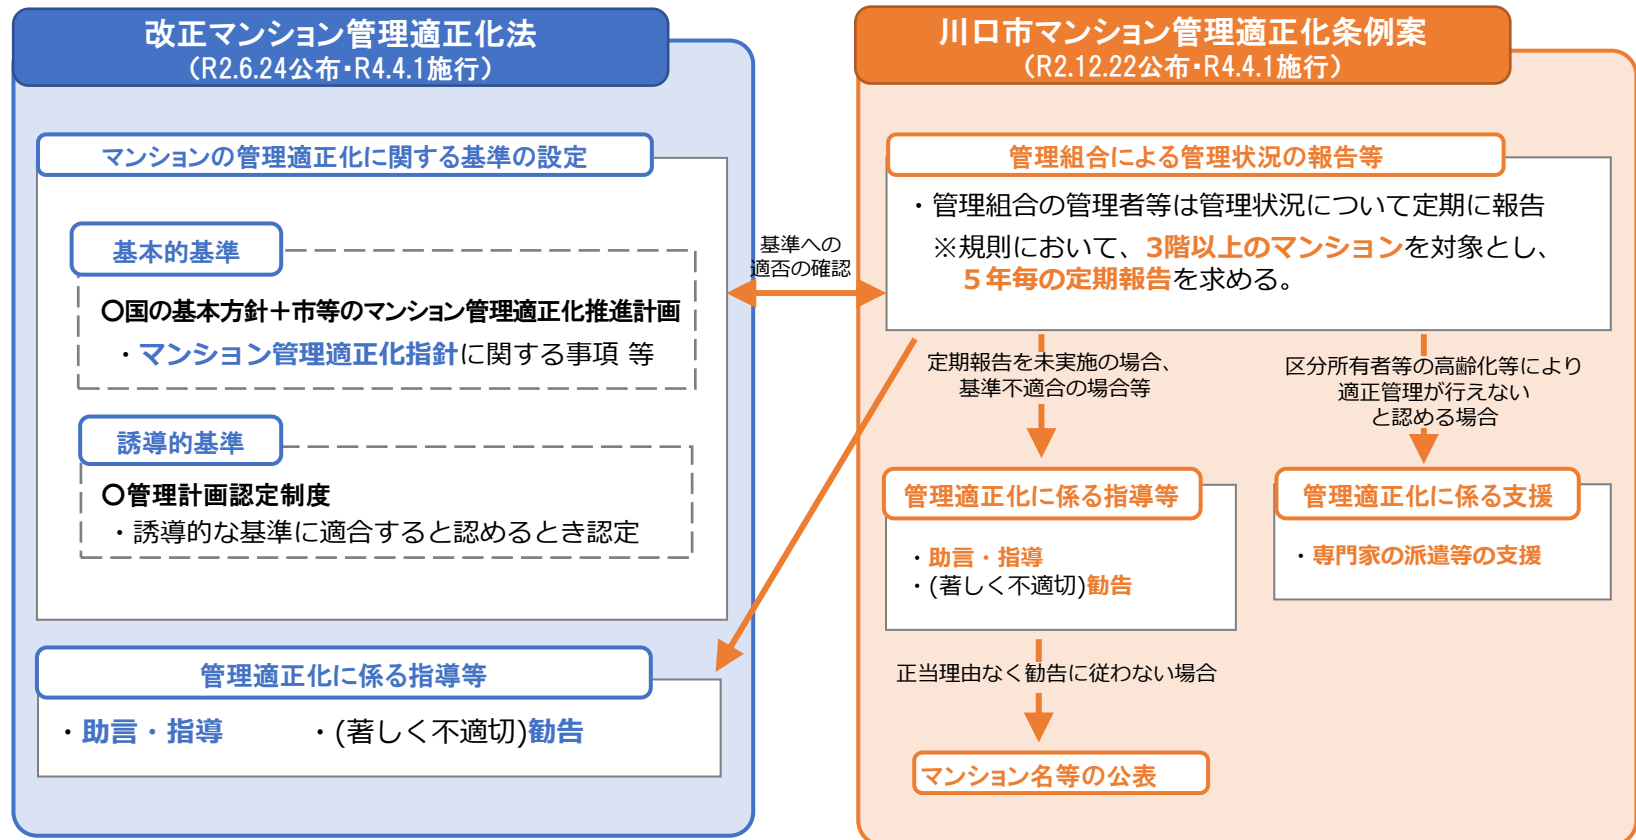 改正マンション管理適正化法
（R2.6.24公布・R4.4.1施行）
マンションの管理適正化に関する基準の設定
基本的基準
〇国の基本方針＋市等のマンション管理適正化推進計画
・マンション管理適正化指針に関する事項 等
誘導的基準
〇管理計画認定制度
・誘導的な基準に適合すると認めるとき認定
管理適正化に係る指導等
・助言・指導　　　・(著しく不適切)勧告
基準への
適否の確認
川口市マンション管理適正化条例案
（R2.12.22公布・R4.4.1施行）
管理組合による管理状況の報告等
・管理組合の管理者等は管理状況について定期に報告
※規則において、3階以上のマンションを対象とし、
５年毎の定期報告を求める。
定期報告を未実施の場合、
基準不適合の場合等
区分所有者等の高齢化等により
適正管理が行えない
と認める場合
管理適正化に係る指導等
・助言・指導
・(著しく不適切)勧告
管理適正化に係る支援
・専門家の派遣等の支援
正当理由なく勧告に従わない場合
マンション名等の公表